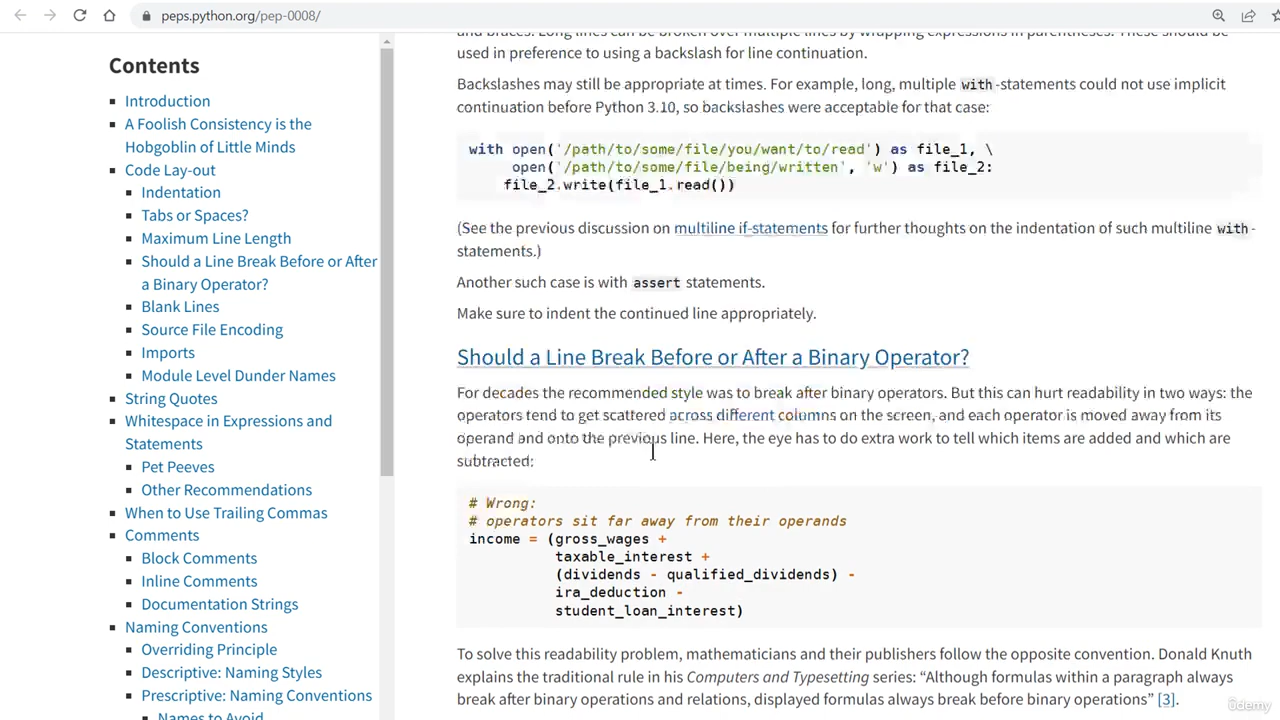 peps.python.org/pep-0008/
Contents
Introduction
A Foolish Consistency is the
Hobgoblin of Little Minds
Code Lay-out
Indentation
Tabs or Spaces?
Maximum Line Length
Should a Line Break Before or After
a Binary Operator?
Blank Lines
Source File Encoding
Imports
Module Level Dunder Names
String Quotes
Whitespace in Expressions and
Statements
Pet Peeves
Other Recommendations
When to Use Trailing Commas
Comments
Block Comments
Inline Comments
Documentation Strings
Naming Conventions
Overriding Principle
Descriptive: Naming Styles
Prescriptive: Naming Conventions
Names to Avoid
and braces. Long lines can be broken over multiple lines by wrapping expressions in parentheses. These should be
used in preference to using a backslash for line continuation.
Backslashes may still be appropriate at times. For example, long, multiple with-statements could not use implicit
continuation before Python 3.10, so backslashes were acceptable for that case:
with open('/path/to/some/file/you/want/to/read') as file_1, \
open('/path/to/some/file/being/written', 'w') as file_2:
file_2.write(file_1.read())
(See the previous discussion on multiline if-statements for further thoughts on the indentation of such multiline with-
statements.)
Another such case is with assert statements.
Make sure to indent the continued line appropriately.
Should a Line Break Before or After a Binary Operator?
For decades the recommended style was to break after binary operators. But this can hurt readability in two ways: the
operators tend to get scattered across different columns on the screen, and each operator is moved away from its
operand and onto the previous line. Here, the eye has to do extra work to tell which items are added and which are
subtracted:
# Wrong:
# operators sit far away from their operands
income = (gross_wages +
taxable_interest +
(dividends - qualified_dividends) -
ira_deduction -
student_loan_interest)
To solve this readability problem, mathematicians and their publishers follow the opposite convention. Donald Knuth
explains the traditional rule in his Computers and Typesetting series: “Although formulas within a paragraph always
break after binary operations and relations, displayed formulas always break before binary operations” [3].
ûdemy